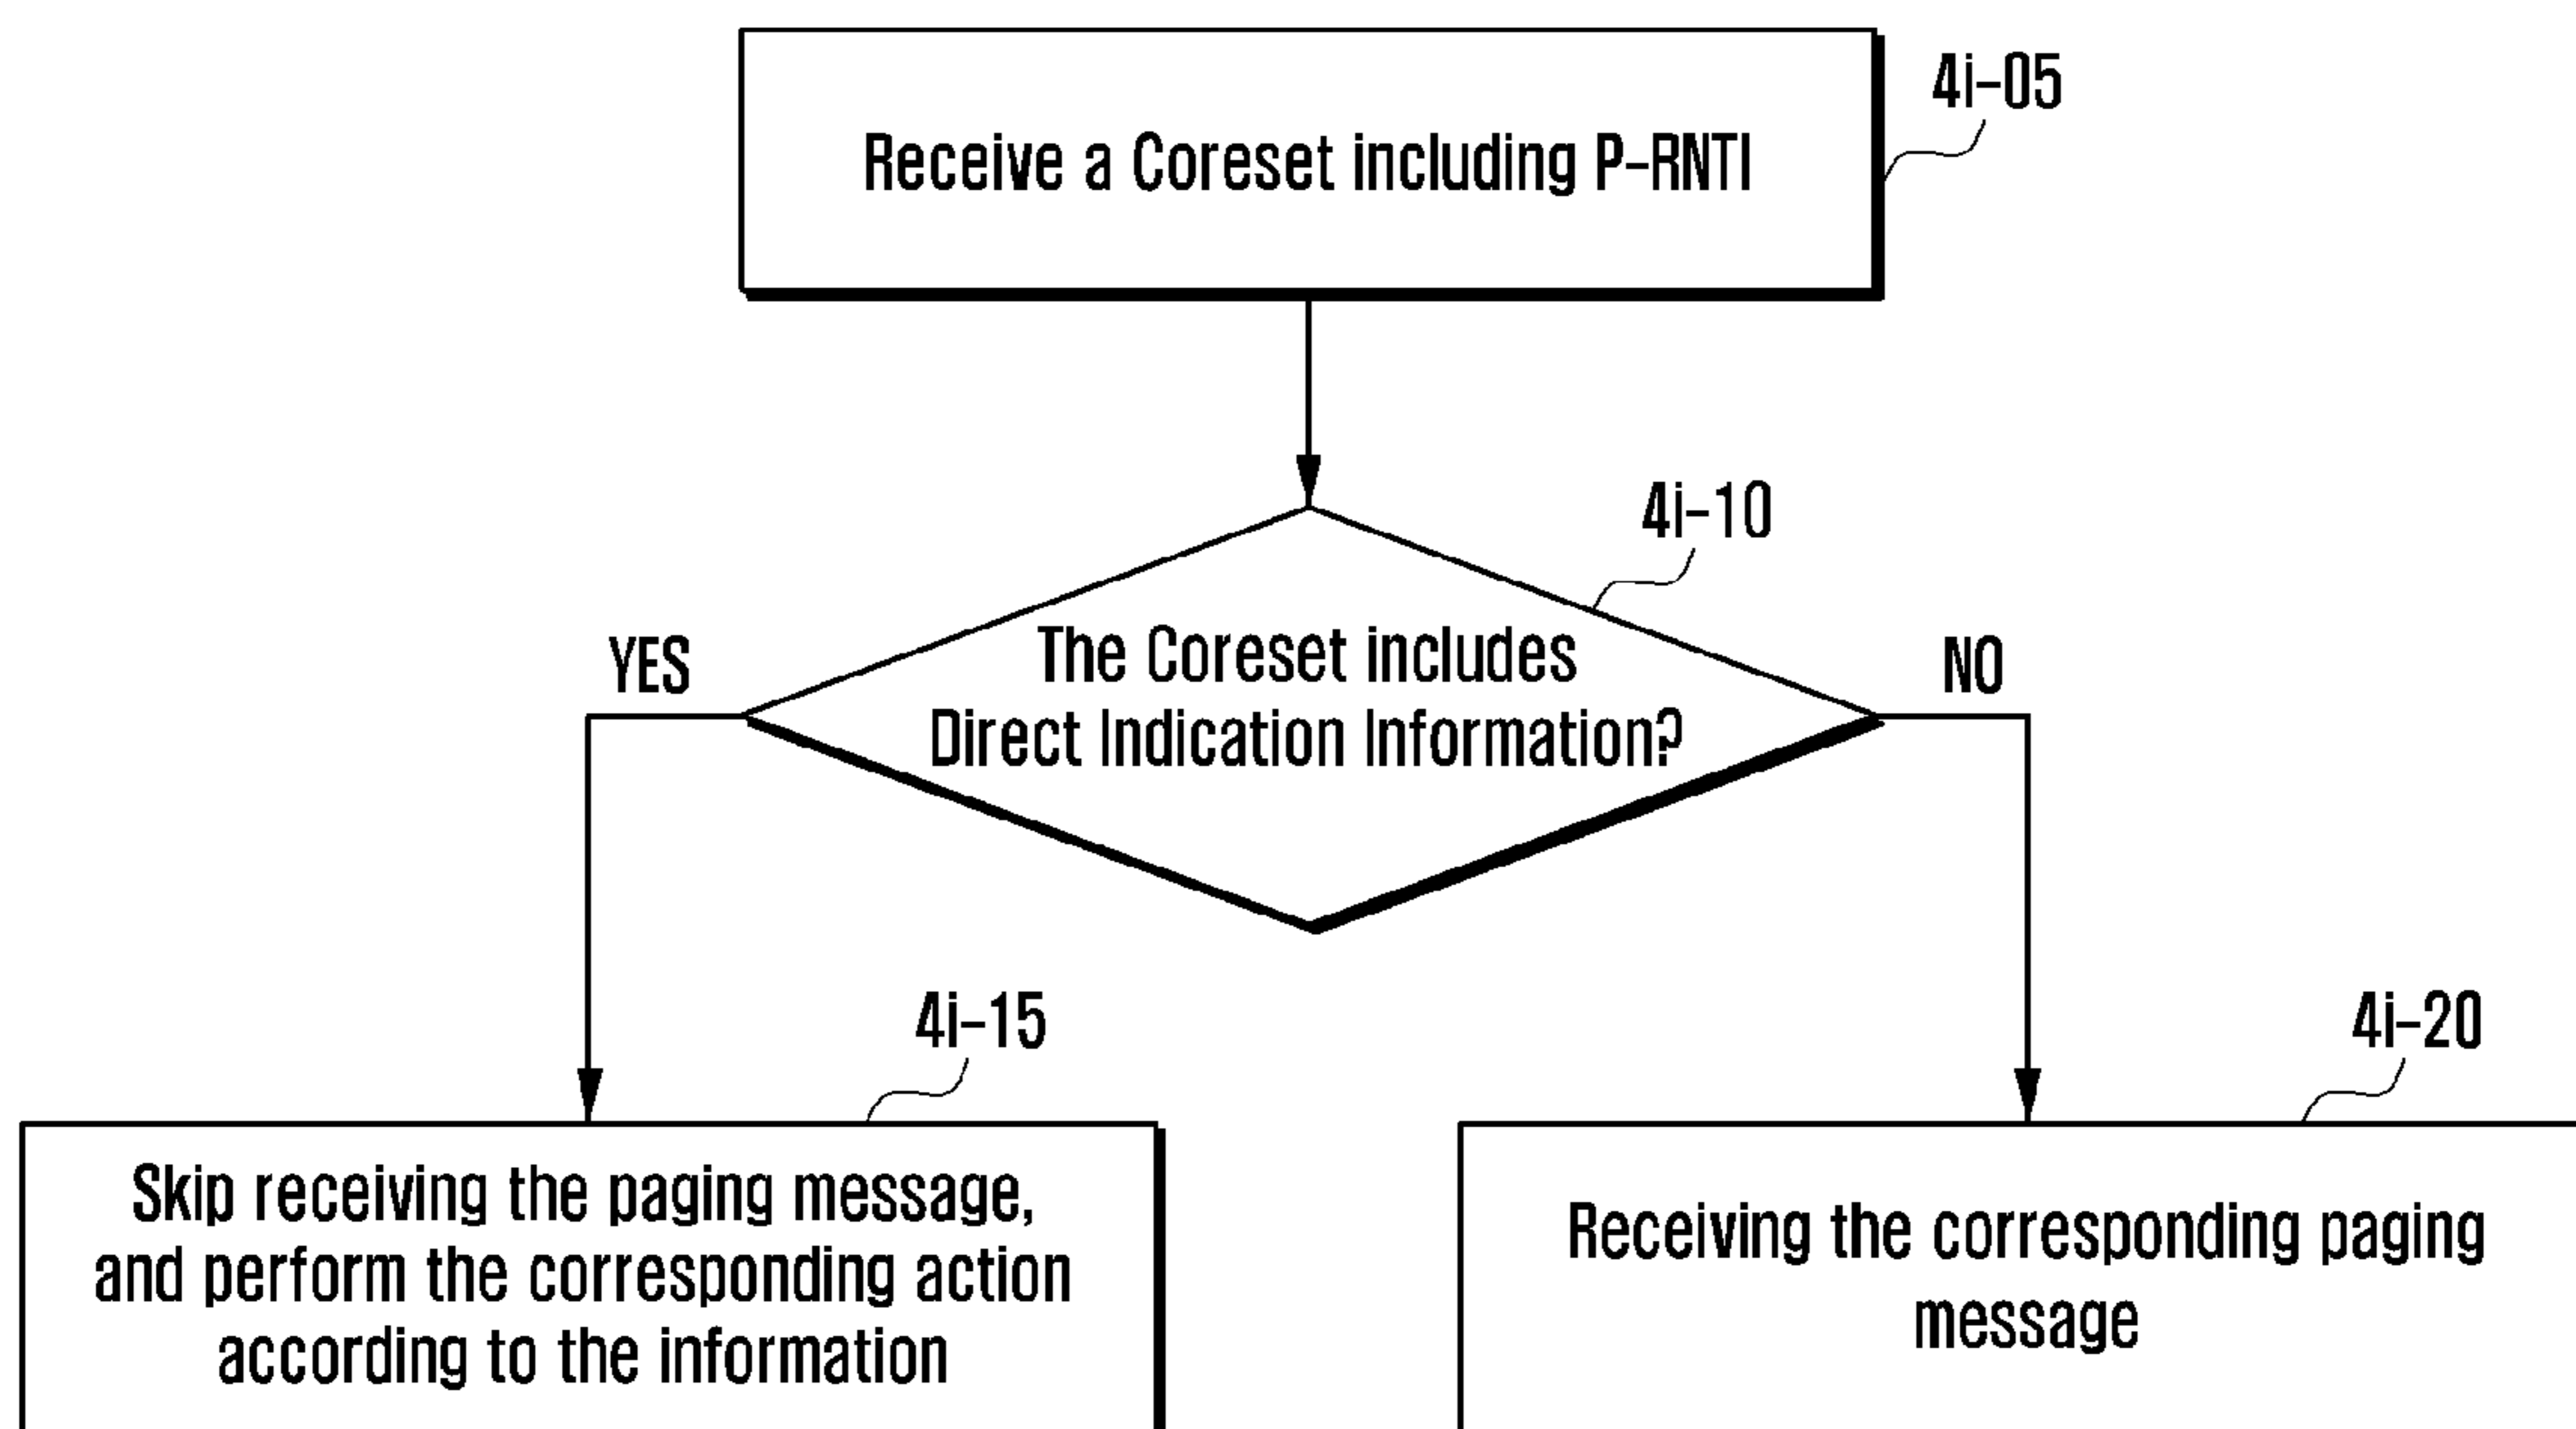 4i-05
Receive a Coreset including P-RNTI
4i-10
YES
The Coreset includes
Direct Indication Information?
NO
4i-15
Skip receiving the paging message,
and perform the corresponding action
according to the information
4i-20
Receiving the corresponding paging
message